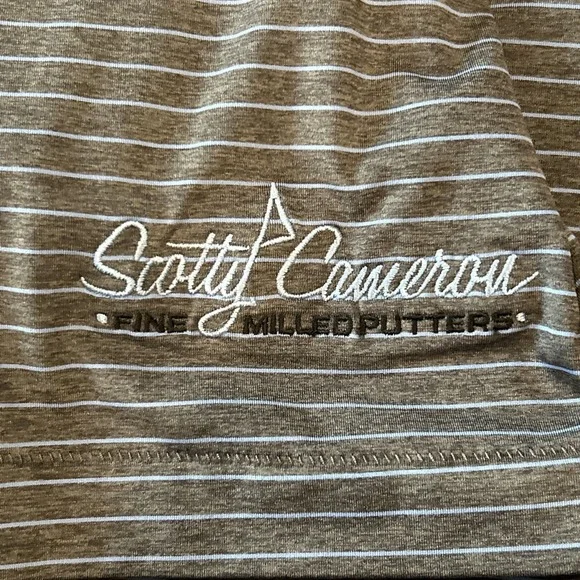 Scotty Cameron
• FINE MILLED PUTTERS •